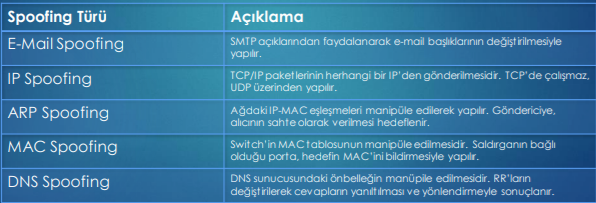 Spoofing Türü
Açıklama
E-Mail Spoofing
SMTP açıklarından faydalanarak e-mail başlıklarının değiştirilmesiyle
yapılır.
IP Spoofing
TCP/IP paketlerinin herhangi bir IP'den gönderilmesidir. TCP'de çalışmaz,
UDP üzerinden yapılır.
ARP Spoofing
Ağdaki IP-MAC eşleşmeleri manipüle edilerek yapılır. Göndericiye,
alıcının sahte olarak verilmesi hedeflenir.
MAC Spoofing
Switch'in MAC tablosunun manipüle edilmesidir. Saldırganın bağlı
olduğu porta, hedefin MAC'ini bildirmesiyle yapılır.
DNS Spoofing
DNS sunucusundaki önbelleğin manüpile edilmesidir. RR'ların
değiştirilerek cevapların yanıltılması ve yönlendirmeyle sonuçlanır.